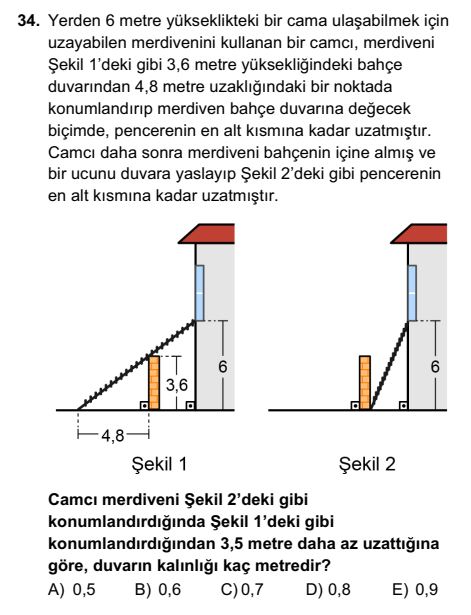 34. Yerden 6 metre yükseklikteki bir cama ulaşabilmek için
uzayabilen merdivenini kullanan bir camcı, merdiveni
Şekil 1’deki gibi 3,6 metre yüksekliğindeki bahçe
duvarından 4,8 metre uzaklığındaki bir noktada
konumlandırıp merdiven bahçe duvarına değecek
biçimde, pencerenin en alt kısmına kadar uzatmıştır.
Camcı daha sonra merdiveni bahçenin içine almış ve
bir ucunu duvara yaslayıp Şekil 2’deki gibi pencerenin
en alt kısmına kadar uzatmıştır.
6
3,6
4,8
Şekil 1
6
Şekil 2
Camcı merdiveni Şekil 2’deki gibi
konumlandırdığında Şekil 1’deki gibi
konumlandırdığından 3,5 metre daha az uzattığına
göre, duvarın kalınlığı kaç metredir?
A) 0,5 B) 0,6 C) 0,7 D) 0,8 E) 0,9